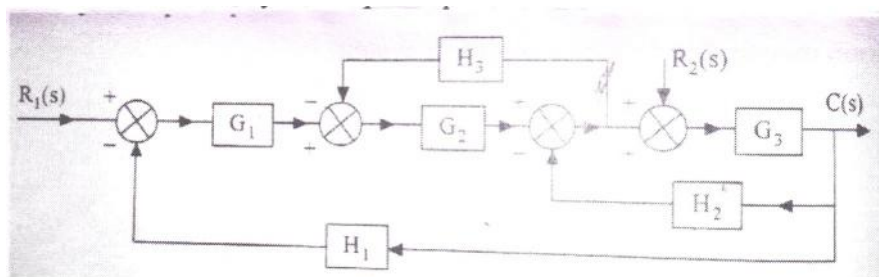 H₃
R₂(s)
R₁(s) + − + + C(s)
G₁ G₂ G₃
− + − +
H₂
H₁